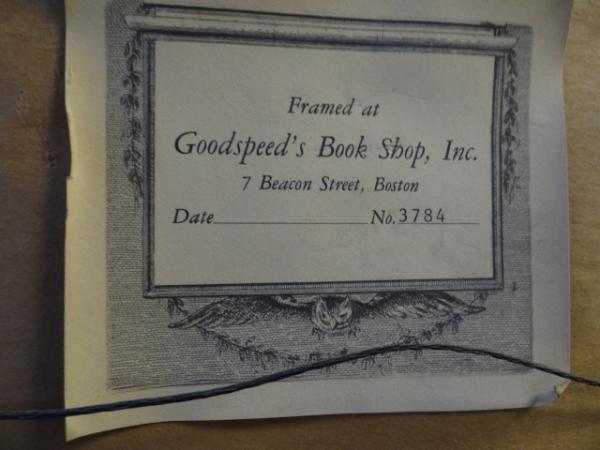 Framed at
Goodspeed's Book Shop, Inc.
7 Beacon Street, Boston
Date No. 3784